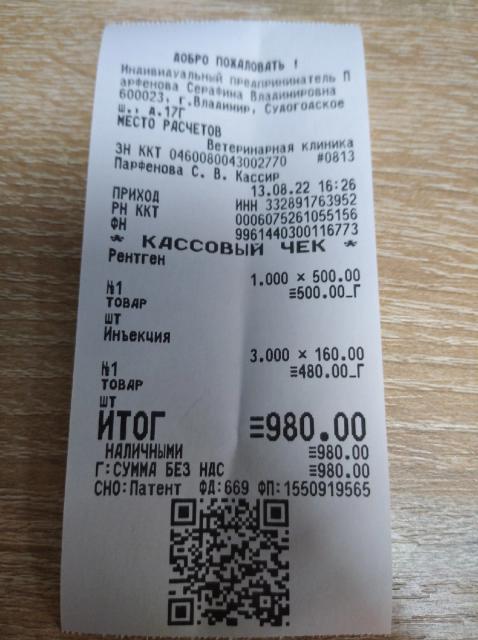 ДОБРО ПОЖАЛОВАТЬ !
Индивидуальный предприниматель П
арфенова Серафина Владимировна
600023, г.Владимир, Судогодское
ш., д.17Г
МЕСТО РАСЧЕТОВ
Ветеринарная клиника
ЗН ККТ 0460080043002770 #0813
Парфенова С. В. Кассир
13.08.22 16:26
ПРИХОД ИНН 332891763952
РН ККТ 0006075261055156
ФН 9961440300116773
* КАССОВЫЙ ЧЕК *
Рентген
1.000 × 500.00
№1 ≡500.00_Г
ТОВАР
шт
Инъекция
3.000 × 160.00
№1 ≡480.00_Г
ТОВАР
шт
ИТОГ ≡980.00
НАЛИЧНЫМИ ≡980.00
Г:СУММА БЕЗ НДС ≡980.00
СНО:Патент ФД:669 ФП:1550919565